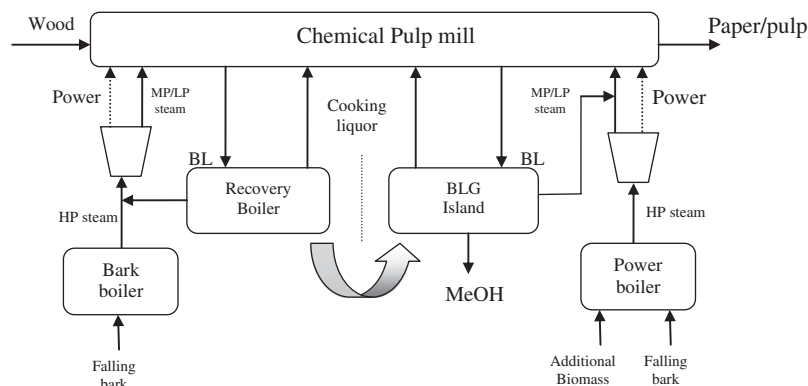 Wood
Chemical Pulp mill
Paper/pulp
Power
MP/LP
steam
Cooking
liquor
MP/LP
steam
Power
BL
BL
Recovery
Boiler
BLG
Island
HP steam
HP steam
Bark
boiler
MeOH
Power
boiler
Falling
bark
Additional
Biomass
Falling
bark